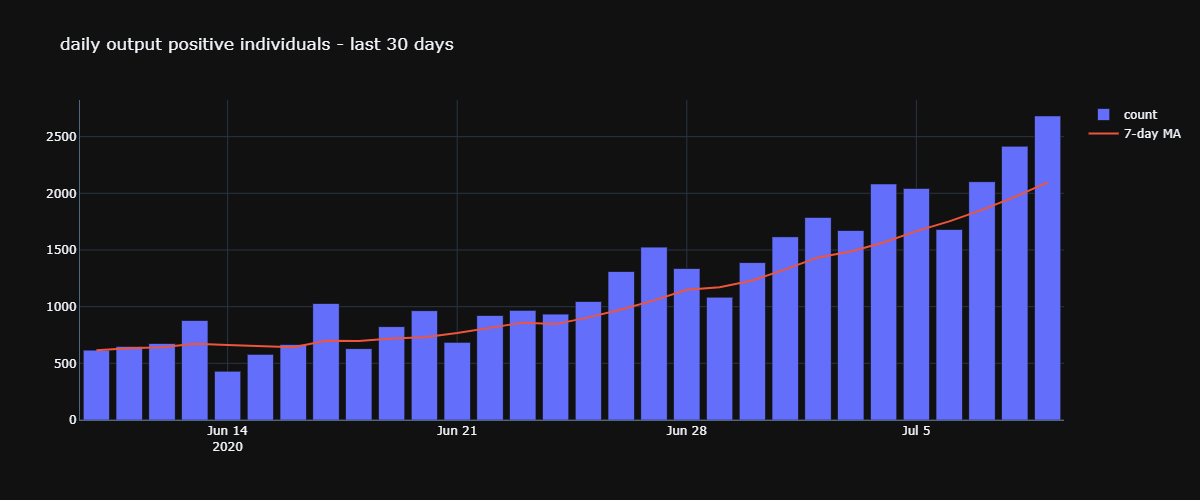 daily output positive individuals - last 30 days
count
7-day MA
2500
2000
1500
1000
500
0
Jun 14
2020
Jun 21
Jun 28
Jul 5